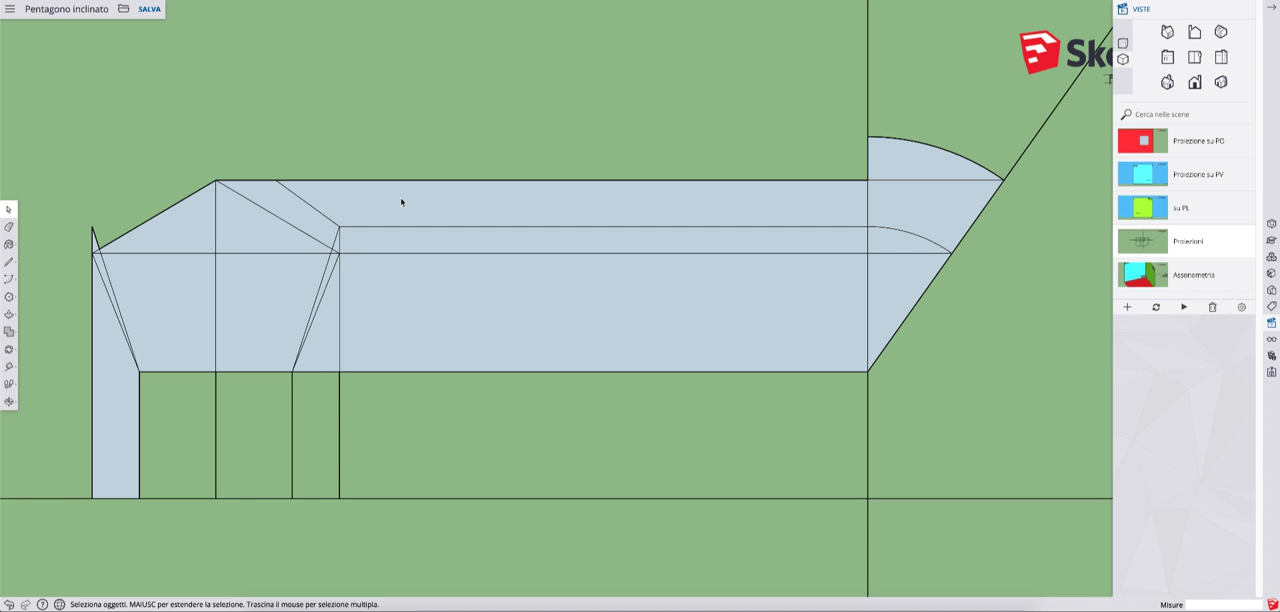 Pentagono inclinato
SALVA
Sk
VISTE
Cerca nelle scene
Proiezione su PO
Proiezione su PV
su PL
Proiezioni
Assonometria
Seleziona oggetti. MAIUSC per estendere la selezione. Trascina il mouse per selezione multipla.
Misure